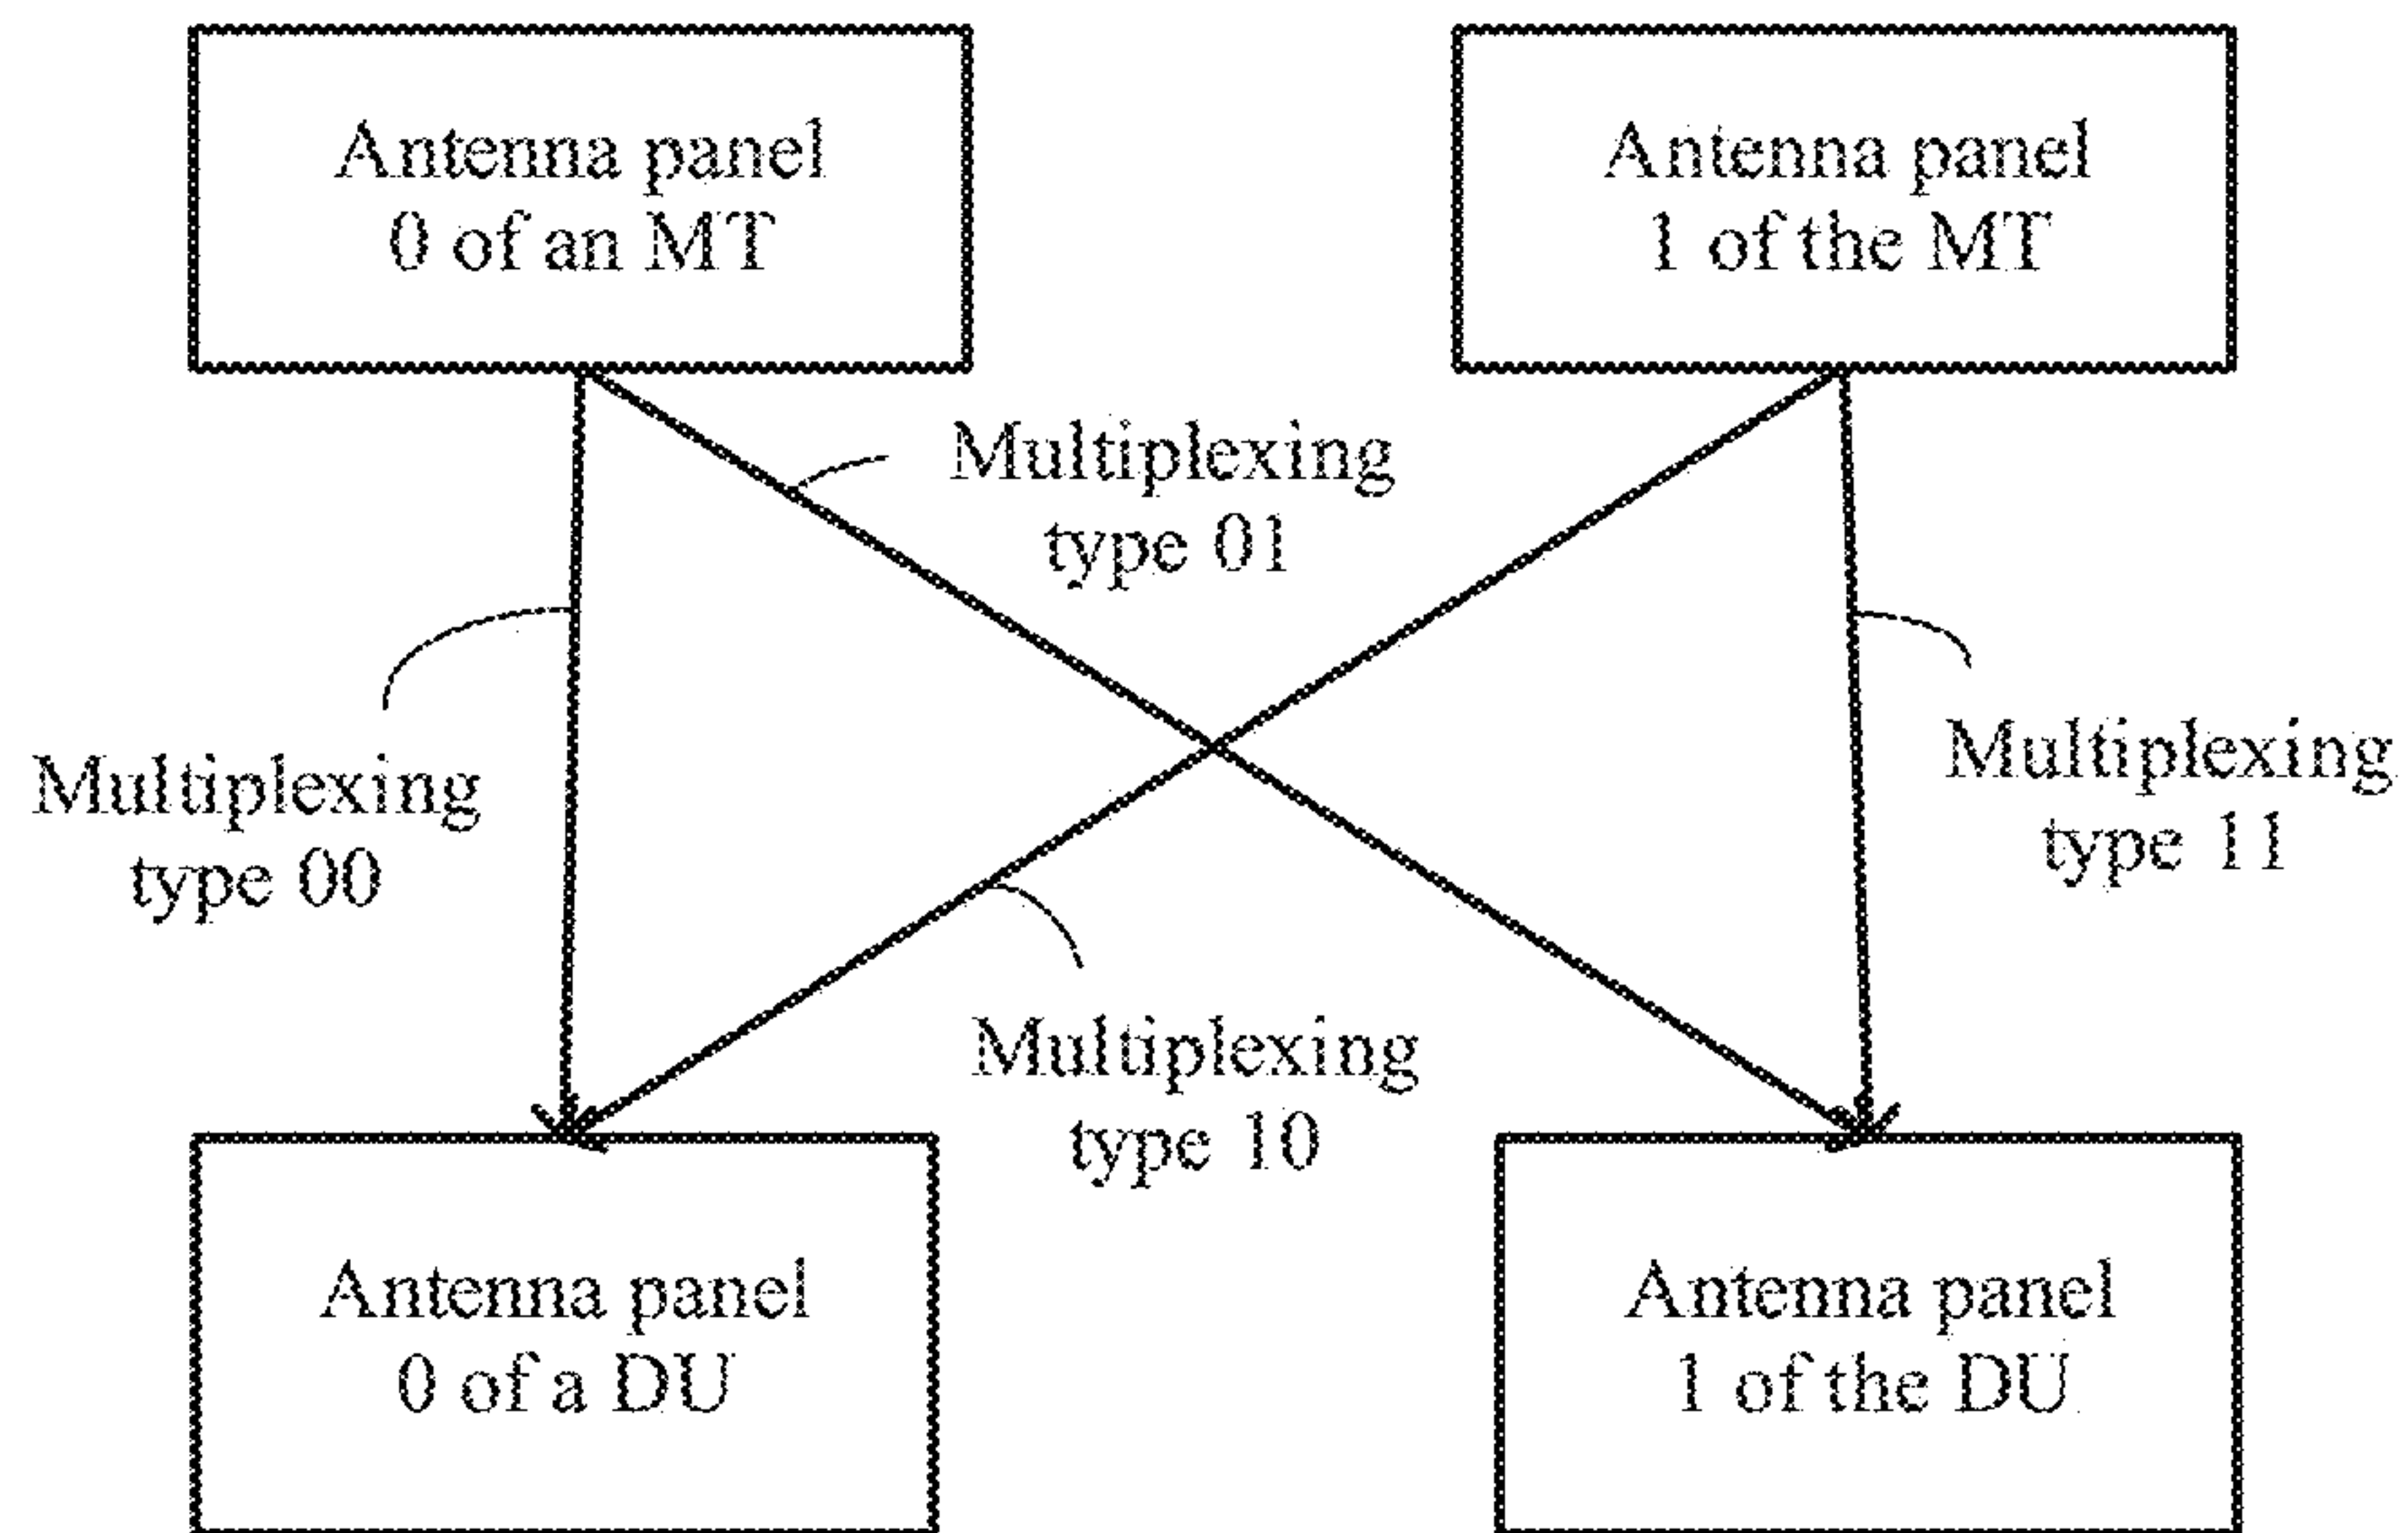 Antenna panel
0 of an MT
Antenna panel
1 of the MT
Multiplexing
type 01
Multiplexing
type 00
Multiplexing
type 11
Multiplexing
type 10
Antenna panel
0 of a DU
Antenna panel
1 of the DU